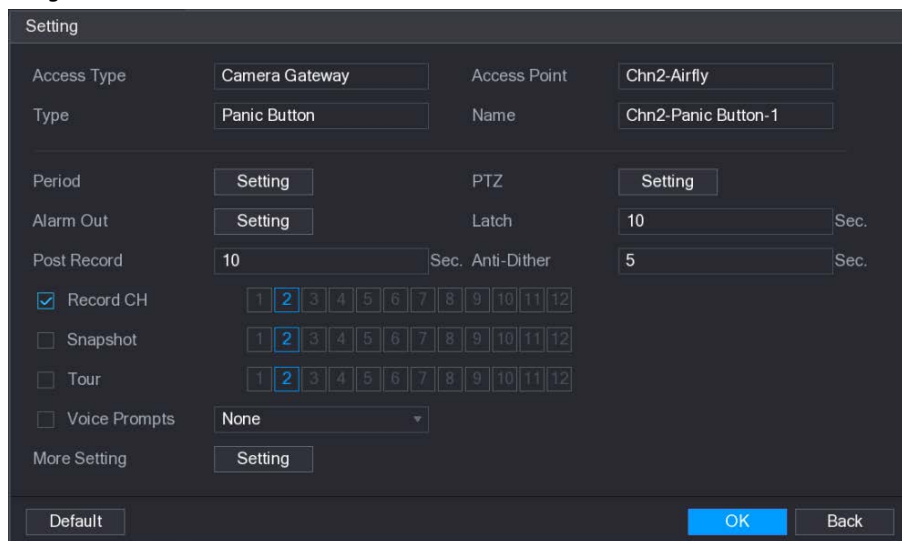 Setting
Access Type Camera Gateway Access Point Chn2-Airfly
Type Panic Button Name Chn2-Panic Button-1
Period Setting PTZ Setting
Alarm Out Setting Latch 10 Sec.
Post Record 10 Sec. Anti-Dither 5 Sec.
Record CH 1 2 3 4 5 6 7 8 9 10 11 12
Snapshot 1 2 3 4 5 6 7 8 9 10 11 12
Tour 1 2 3 4 5 6 7 8 9 10 11 12
Voice Prompts None
More Setting Setting
Default OK Back